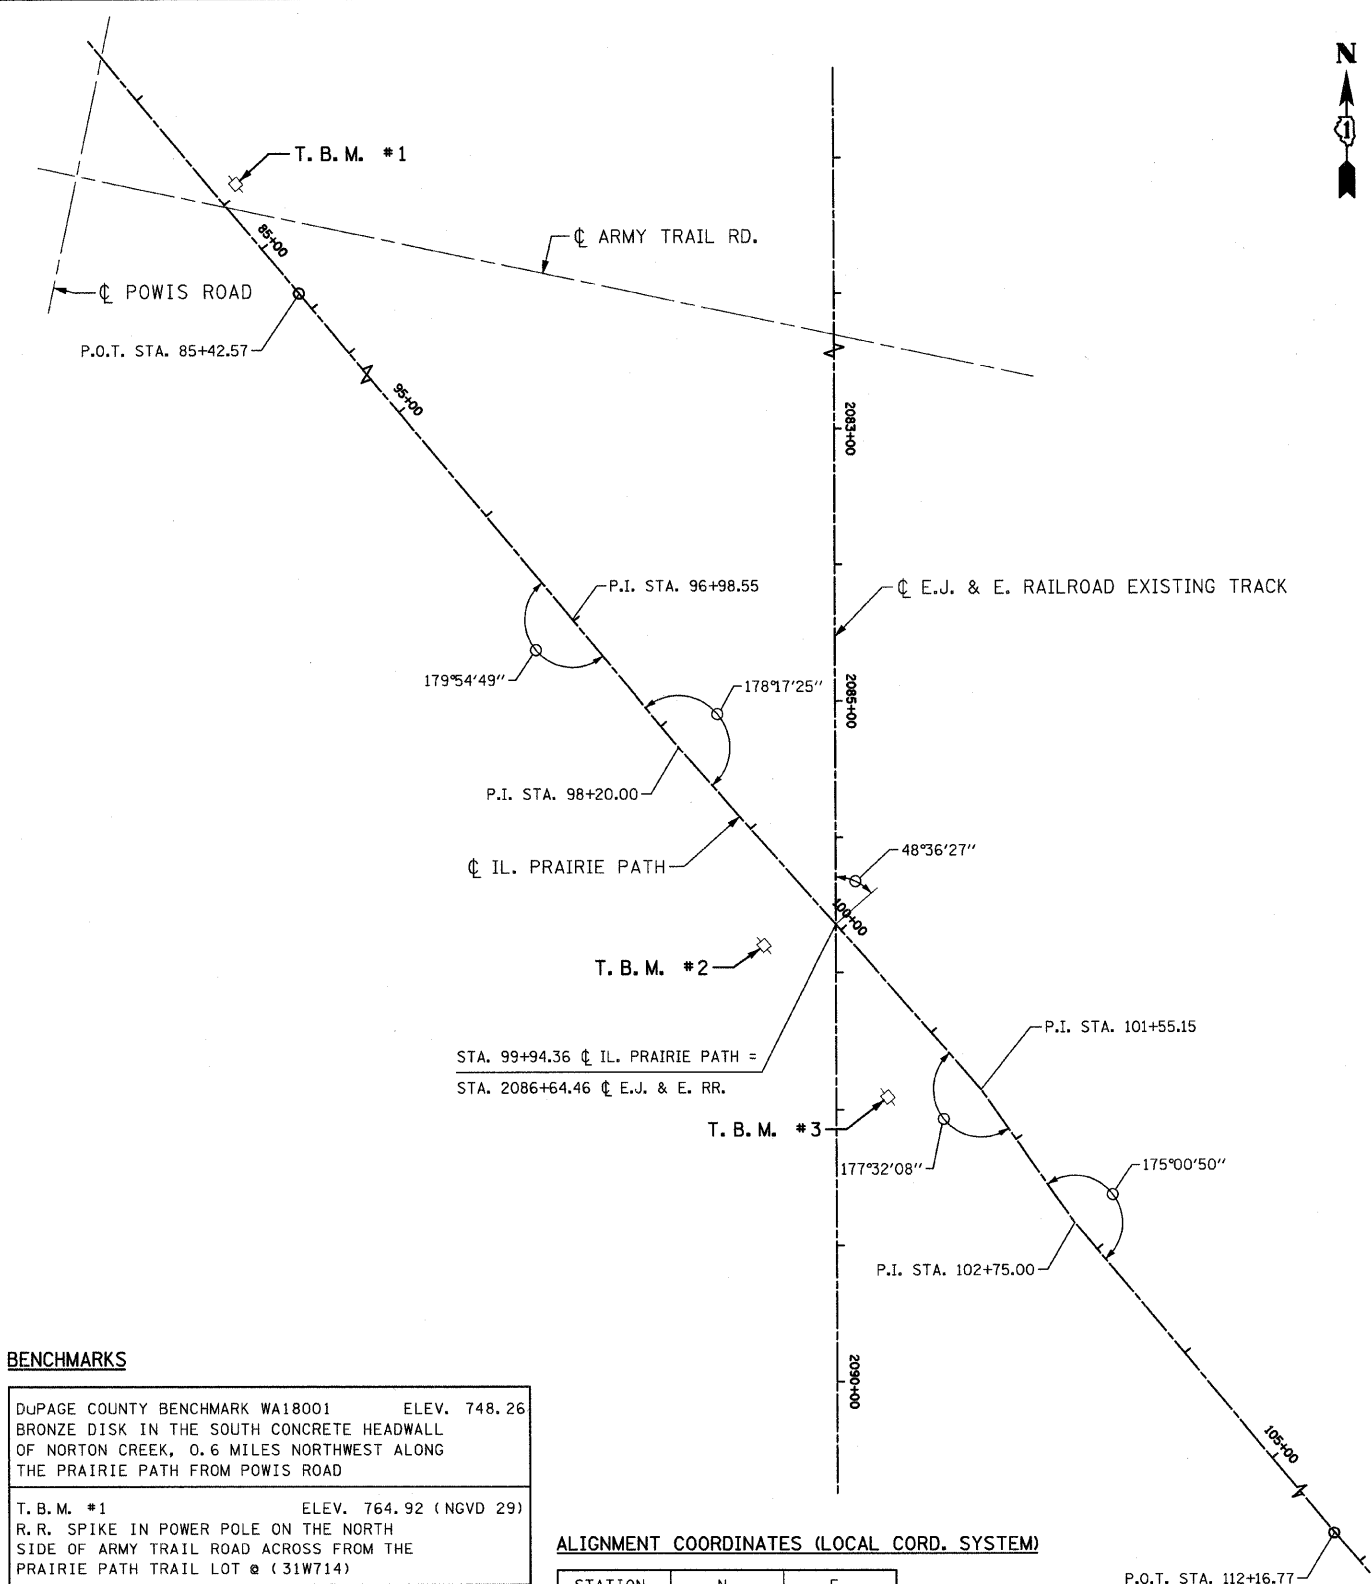 N
1
T.B.M. #1
85+00
℄ ARMY TRAIL RD.
℄ POWIS ROAD
P.O.T. STA. 85+42.57
95+00
2083+00
P.I. STA. 96+98.55
℄ E.J. & E. RAILROAD EXISTING TRACK
179°54'49"
178°17'25"
2085+00
P.I. STA. 98+20.00
48°36'27"
℄ IL. PRAIRIE PATH
100+00
T.B.M. #2
P.I. STA. 101+55.15
STA. 99+94.36 ℄ IL. PRAIRIE PATH =
STA. 2086+64.46 ℄ E.J. & E. RR.
T.B.M. #3
177°32'08"
175°00'50"
P.I. STA. 102+75.00
2090+00
105+00
BENCHMARKS
DuPAGE COUNTY BENCHMARK WA18001 ELEV. 748.26
BRONZE DISK IN THE SOUTH CONCRETE HEADWALL
OF NORTON CREEK, 0.6 MILES NORTHWEST ALONG
THE PRAIRIE PATH FROM POWIS ROAD
T.B.M. #1 ELEV. 764.92 (NGVD 29)
R.R. SPIKE IN POWER POLE ON THE NORTH
SIDE OF ARMY TRAIL ROAD ACROSS FROM THE
PRAIRIE PATH TRAIL LOT @ (31W714)
ALIGNMENT COORDINATES (LOCAL CORD. SYSTEM)
STATION N E
P.O.T. STA. 112+16.77